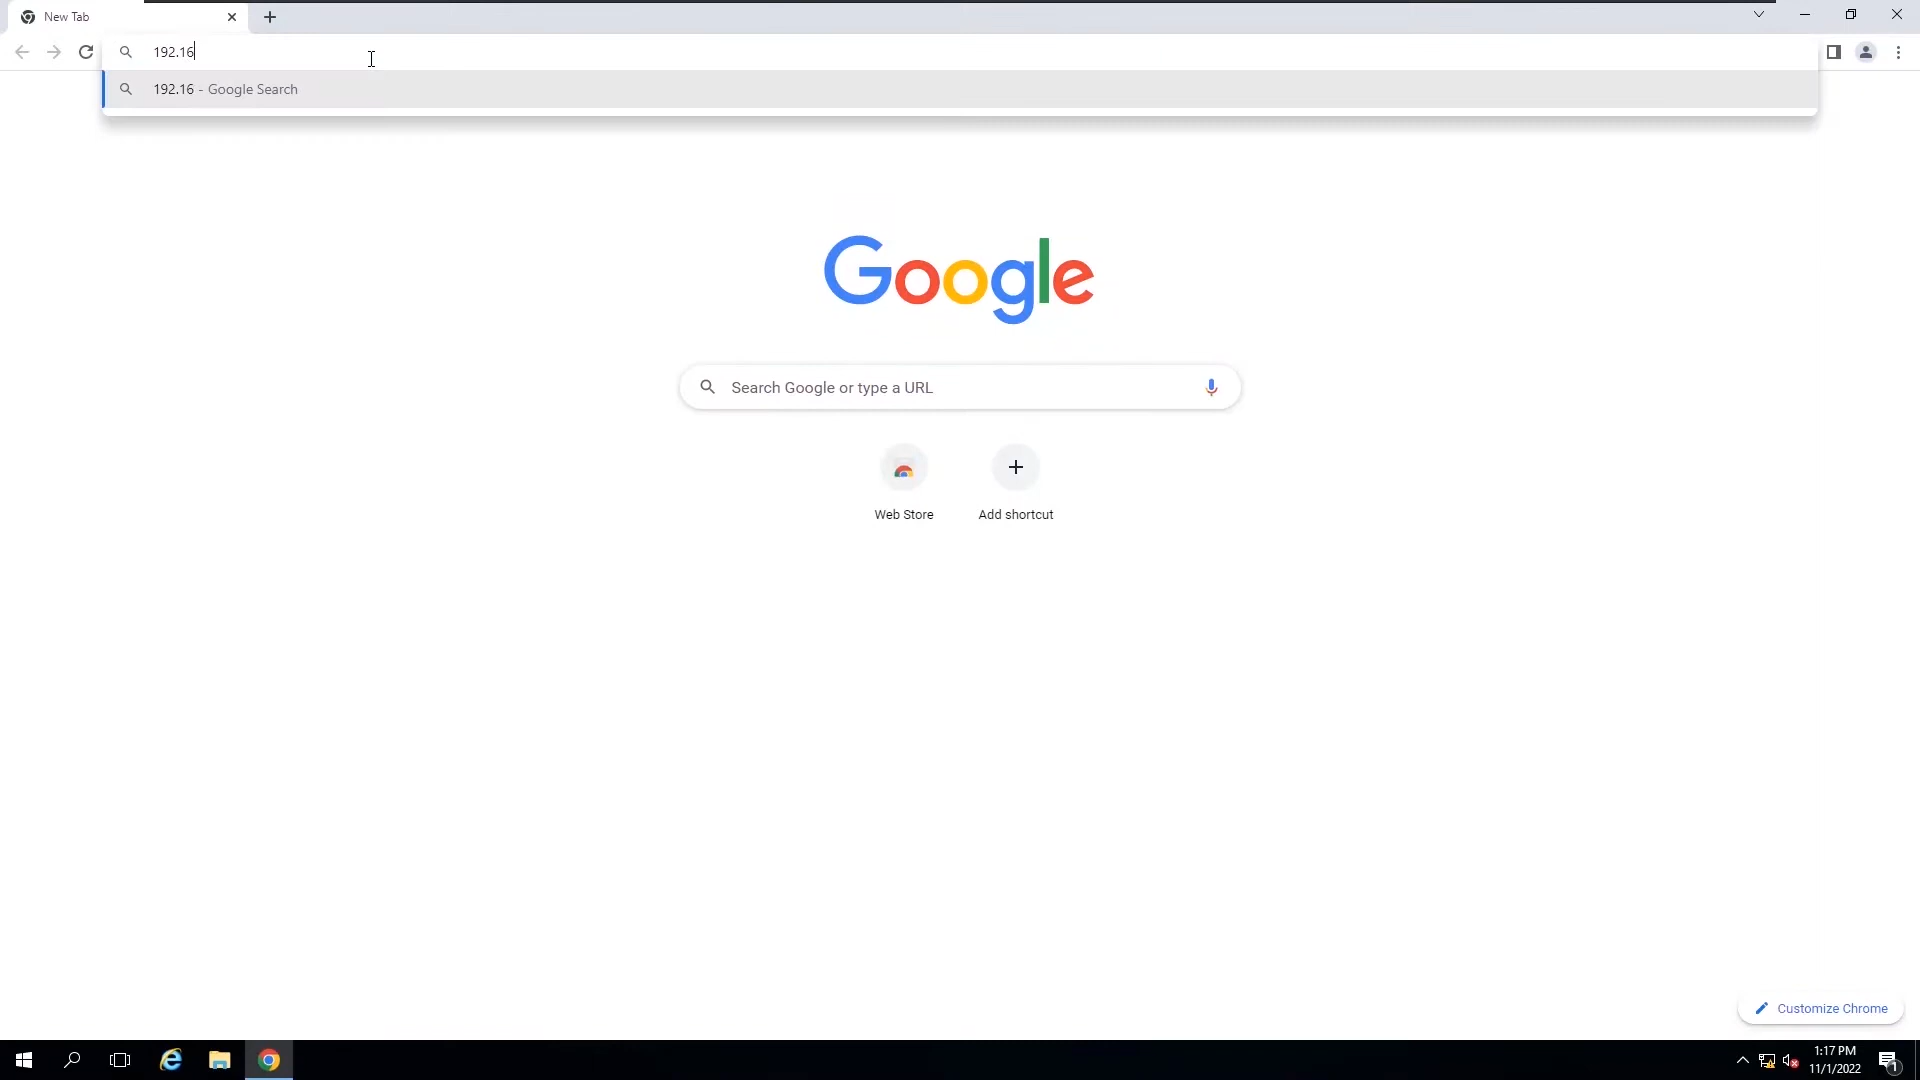 New Tab
192.16
192.16 - Google Search
Google
Search Google or type a URL
Web Store
Add shortcut
Customize Chrome
1:17 PM
11/1/2022
1